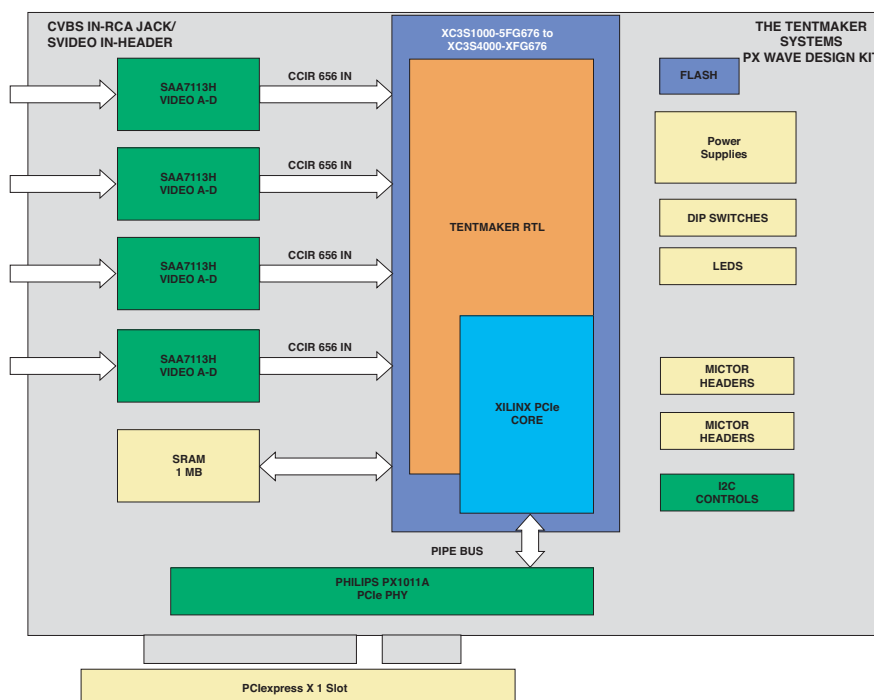 CVBS IN-RCA JACK/
SVIDEO IN-HEADER
XC3S1000-5FG676 to
XC3S4000-XFG676
THE TENTMAKER
SYSTEMS
PX WAVE DESIGN KIT
SAA7113H
VIDEO A-D
CCIR 656 IN
SAA7113H
VIDEO A-D
CCIR 656 IN
SAA7113H
VIDEO A-D
CCIR 656 IN
SAA7113H
VIDEO A-D
CCIR 656 IN
SRAM
1 MB
TENTMAKER RTL
XILINX PCIe
CORE
FLASH
Power
Supplies
DIP SWITCHES
LEDS
MICTOR
HEADERS
MICTOR
HEADERS
I2C
CONTROLS
PIPE BUS
PHILIPS PX1011A
PCIe PHY
PCIexpress X 1 Slot